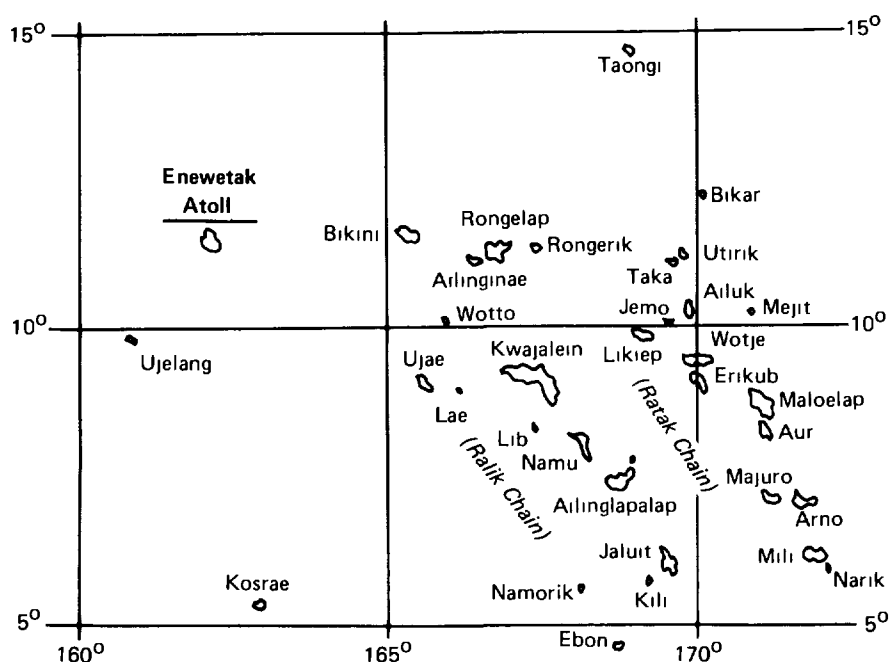 15°
15°
Taongi
Enewetak
Atoll
Bikar
Bikini
Rongelap
Rongerik
Utirik
Ailinginae
Taka
Ailuk
Wotto
Jemo
Mejit
10°
10°
Ujelang
Likiep
Wotje
Ujae
Kwajalein
Erikub
Lae
Maloelap
(Ratak Chain)
Lib
Aur
(Ralik Chain)
Namu
Majuro
Ailinglapalap
Arno
Jaluit
Mili
Kosrae
Namorik
Kili
Narik
5°
5°
Ebon
160°
165°
170°